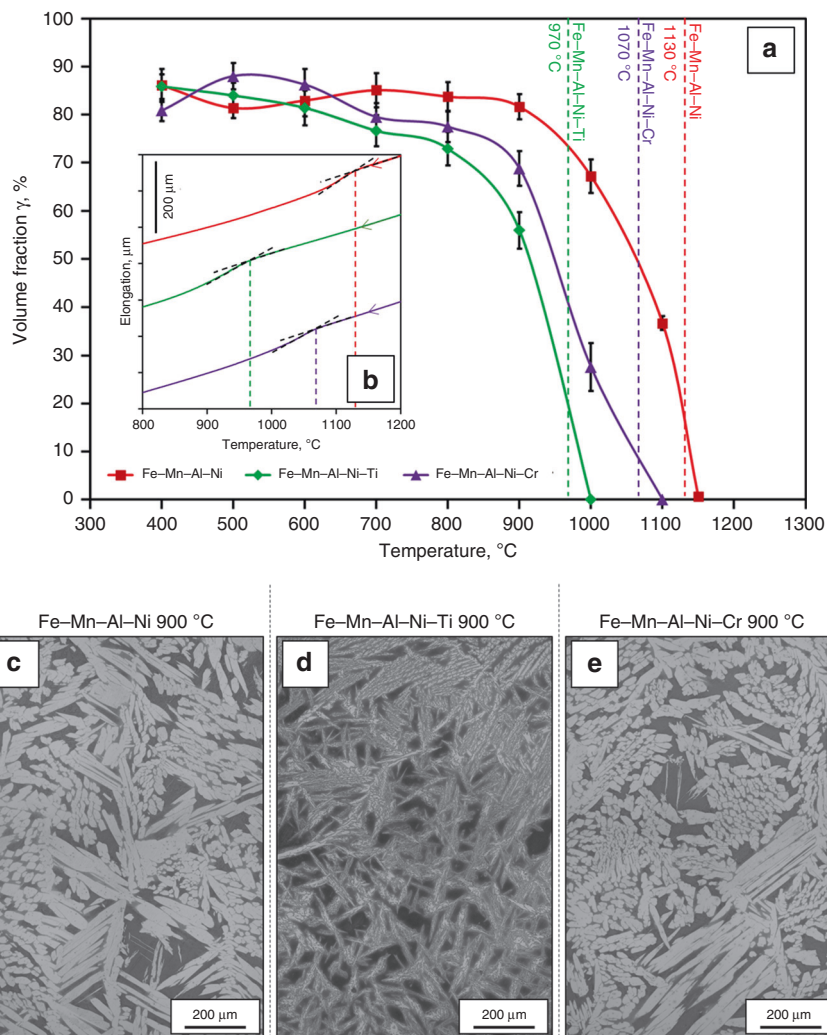 100
90
80
70
60
50
40
30
20
10
0
Volume fraction γ, %
a
Fe–Mn–Al–Ni–Ti
970 °C
Fe–Mn–Al–Ni–Cr
1070 °C
Fe–Mn–Al–Ni
1130 °C
200 μm
Elongation, μm
b
800 900 1000 1100 1200
Temperature, °C
Fe–Mn–Al–Ni Fe–Mn–Al–Ni–Ti Fe–Mn–Al–Ni–Cr
300 400 500 600 700 800 900 1000 1100 1200 1300
Temperature, °C
Fe–Mn–Al–Ni 900 °C Fe–Mn–Al–Ni–Ti 900 °C Fe–Mn–Al–Ni–Cr 900 °C
c d e
200 μm 200 μm 200 μm